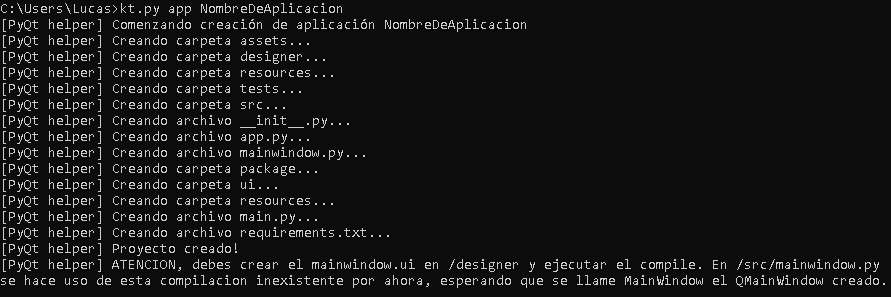 C:\Users\Lucas>kt.py app NombreDeAplicacion
[PyQt helper] Comenzando creación de aplicación NombreDeAplicacion
[PyQt helper] Creando carpeta assets...
[PyQt helper] Creando carpeta designer...
[PyQt helper] Creando carpeta resources...
[PyQt helper] Creando carpeta tests...
[PyQt helper] Creando carpeta src...
[PyQt helper] Creando archivo __init__.py...
[PyQt helper] Creando archivo app.py...
[PyQt helper] Creando archivo mainwindow.py...
[PyQt helper] Creando carpeta package...
[PyQt helper] Creando carpeta ui...
[PyQt helper] Creando carpeta resources...
[PyQt helper] Creando archivo main.py...
[PyQt helper] Creando archivo requirements.txt...
[PyQt helper] Proyecto creado!
[PyQt helper] ATENCION, debes crear el mainwindow.ui en /designer y ejecutar el compile. En /src/mainwindow.py
se hace uso de esta compilacion inexistente por ahora, esperando que se llame MainWindow el QMainWindow creado.